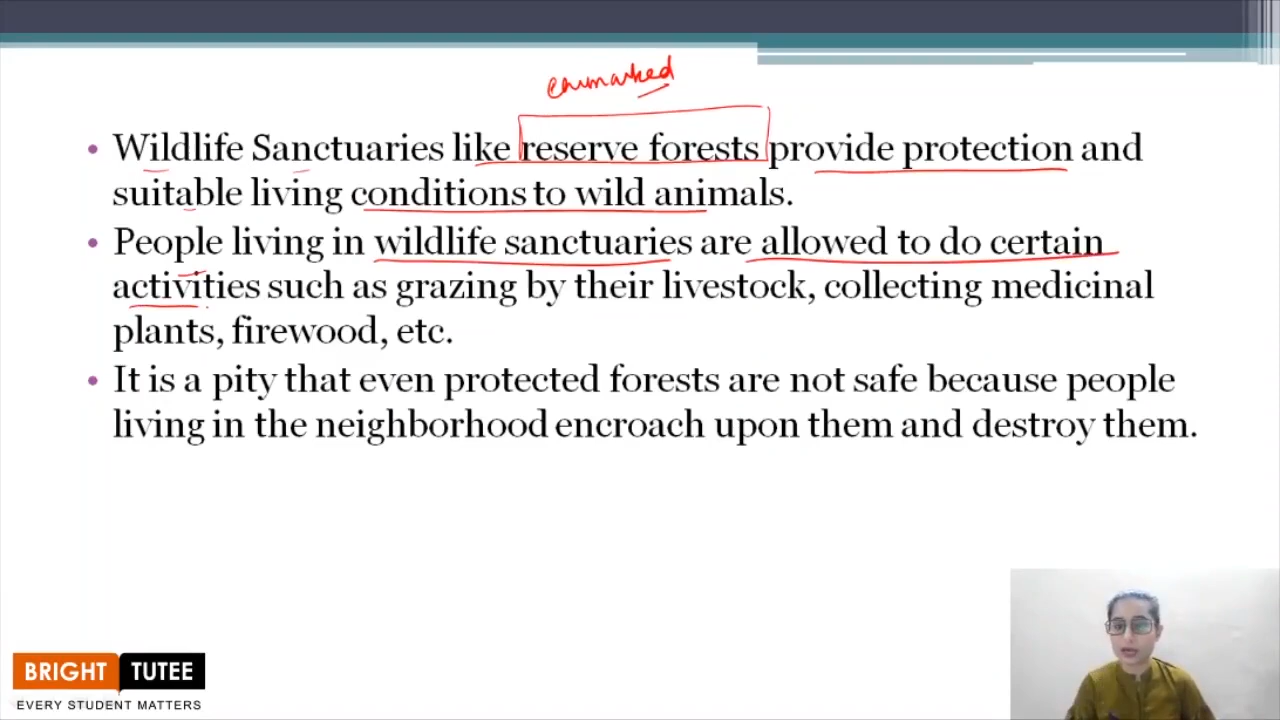 earmarked
• Wildlife Sanctuaries like reserve forests provide protection and
suitable living conditions to wild animals.
• People living in wildlife sanctuaries are allowed to do certain
activities such as grazing by their livestock, collecting medicinal
plants, firewood, etc.
• It is a pity that even protected forests are not safe because people
living in the neighborhood encroach upon them and destroy them.
BRIGHT TUTEE
EVERY STUDENT MATTERS